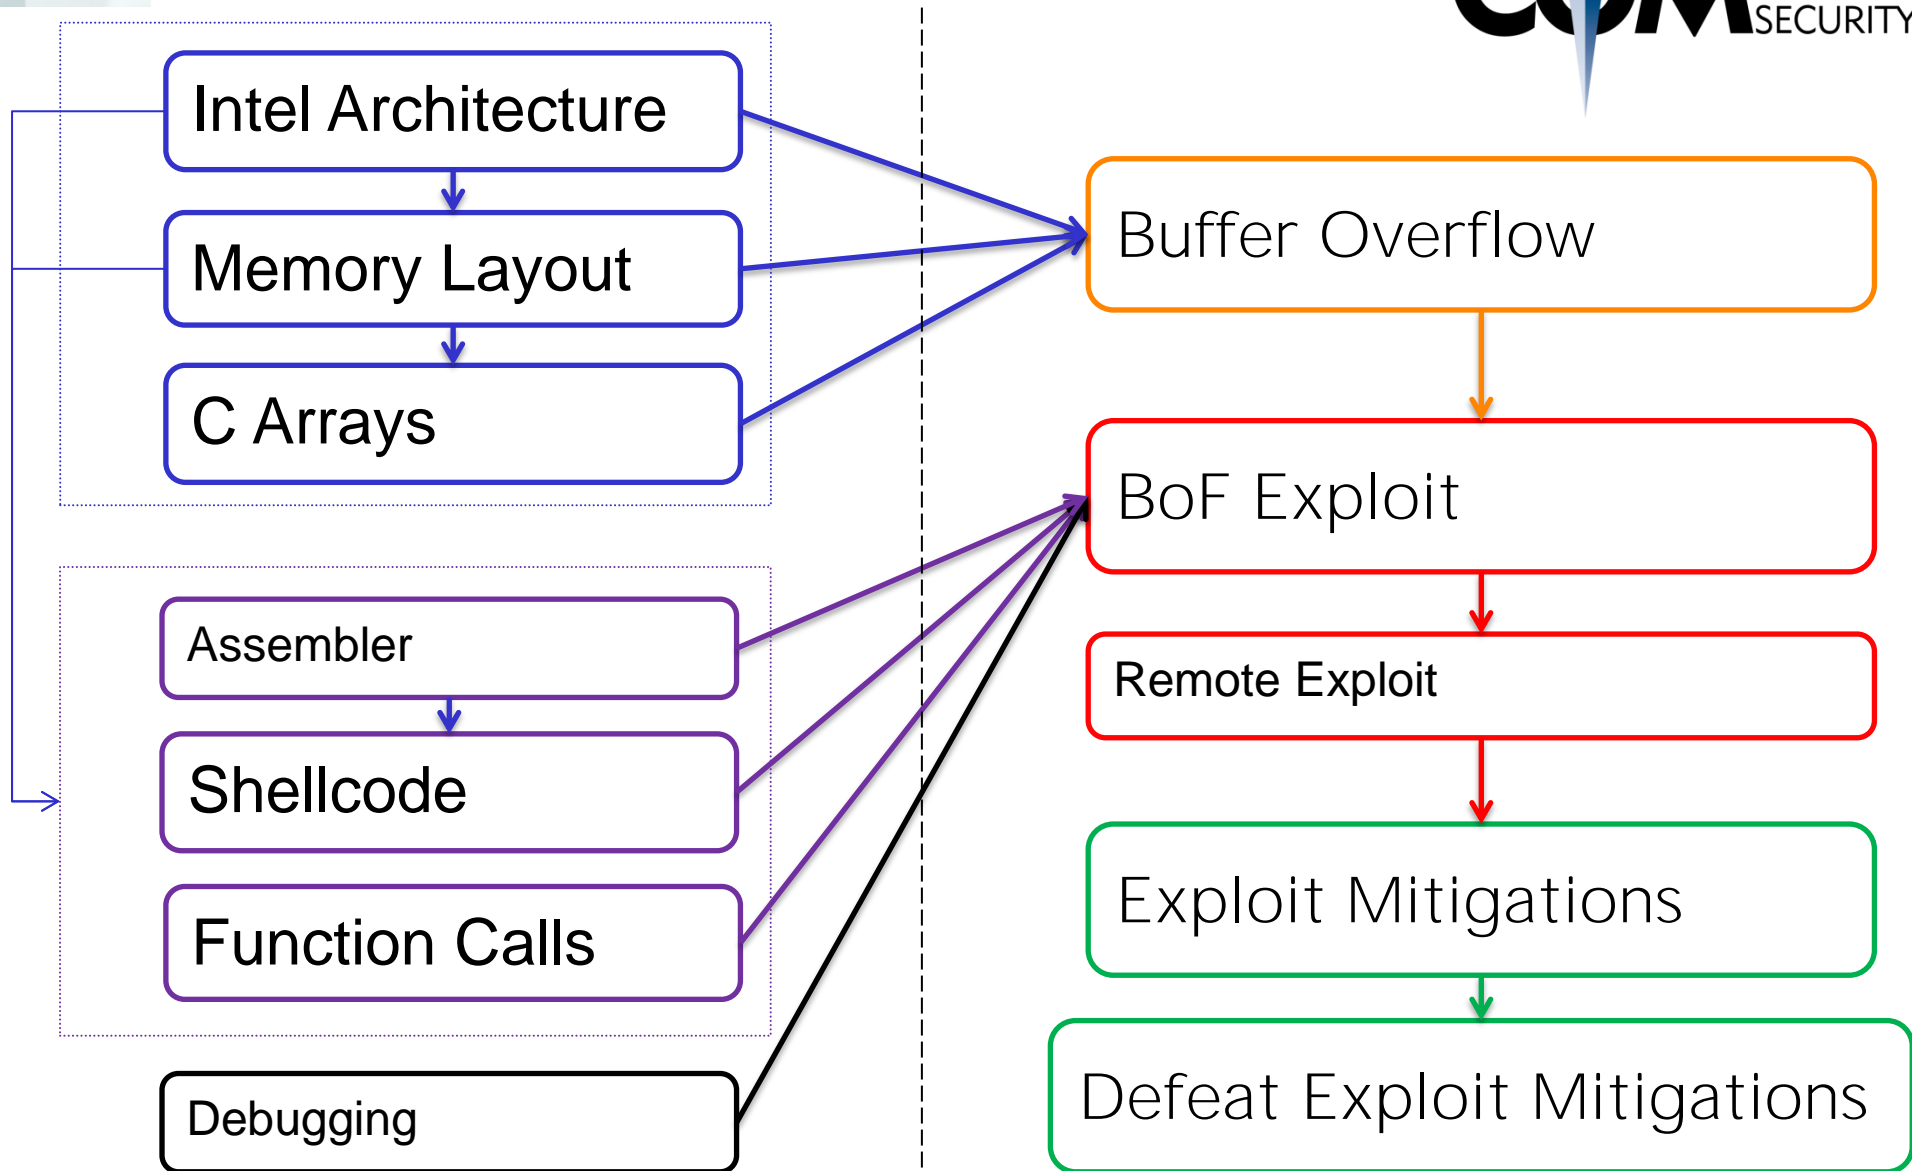 SECURITY
Intel Architecture
Memory Layout
C Arrays
Assembler
Shellcode
Function Calls
Debugging
Buffer Overflow
BoF Exploit
Remote Exploit
Exploit Mitigations
Defeat Exploit Mitigations